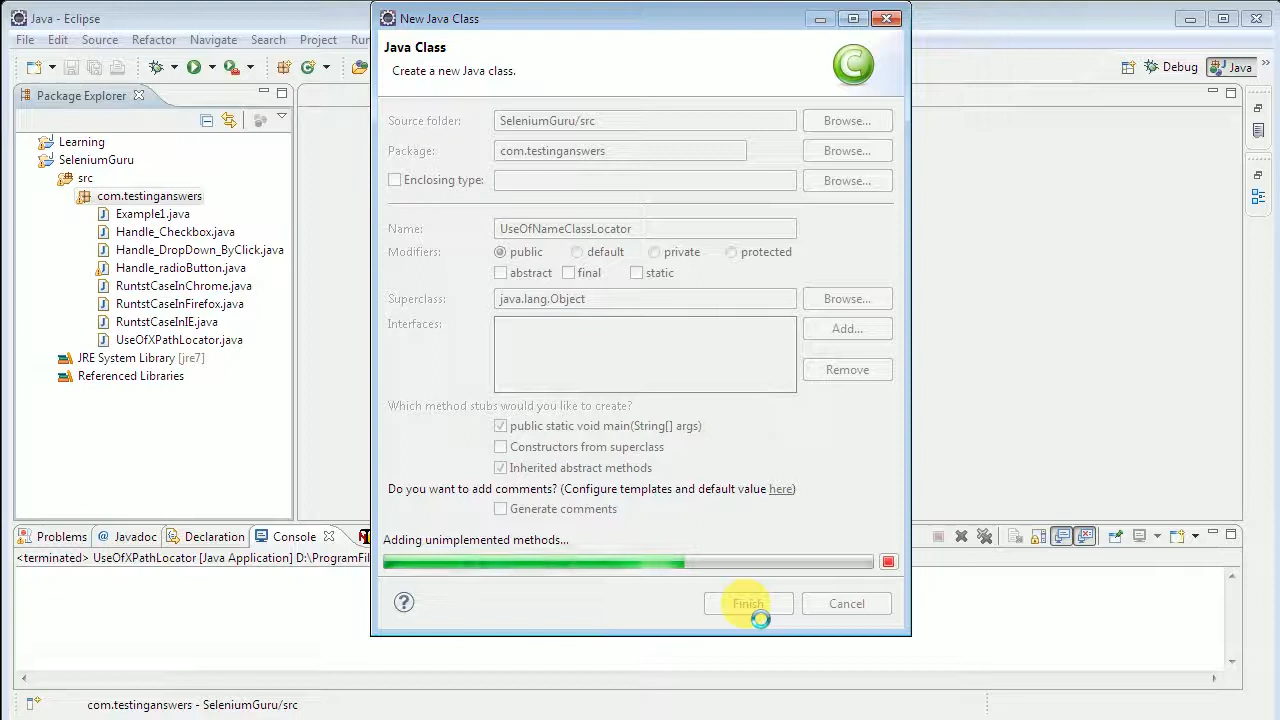 Java - Eclipse
New Java Class
File Edit Source Refactor Navigate Search Project
Java Class
Create a new Java class.
C
Debug
Java
»
Package Explorer
Learning
SeleniumGuru
src
com.testinganswers
Example1.java
Handle_Checkbox.java
Handle_DropDown_ByClick.java
Handle_radioButton.java
RuntstCaseInChrome.java
RuntstCaseInFirefox.java
RuntstCaseInIE.java
UseOfXPathLocator.java
JRE System Library [jre7]
Referenced Libraries
Source folder: SeleniumGuru/src Browse...
Package: com.testinganswers Browse...
Enclosing type: Browse...
Name: UseOfNameClassLocator
Modifiers: public default private protected
abstract final static
Superclass: java.lang.Object Browse...
Interfaces: Add...
Remove
Which method stubs would you like to create?
public static void main(String[] args)
Constructors from superclass
Inherited abstract methods
Do you want to add comments? (Configure templates and default value here)
Generate comments
Adding unimplemented methods...
? Finish Cancel
Problems @ Javadoc Declaration Console
<terminated> UseOfXPathLocator [Java Application] D:\ProgramFil
com.testinganswers - SeleniumGuru/src